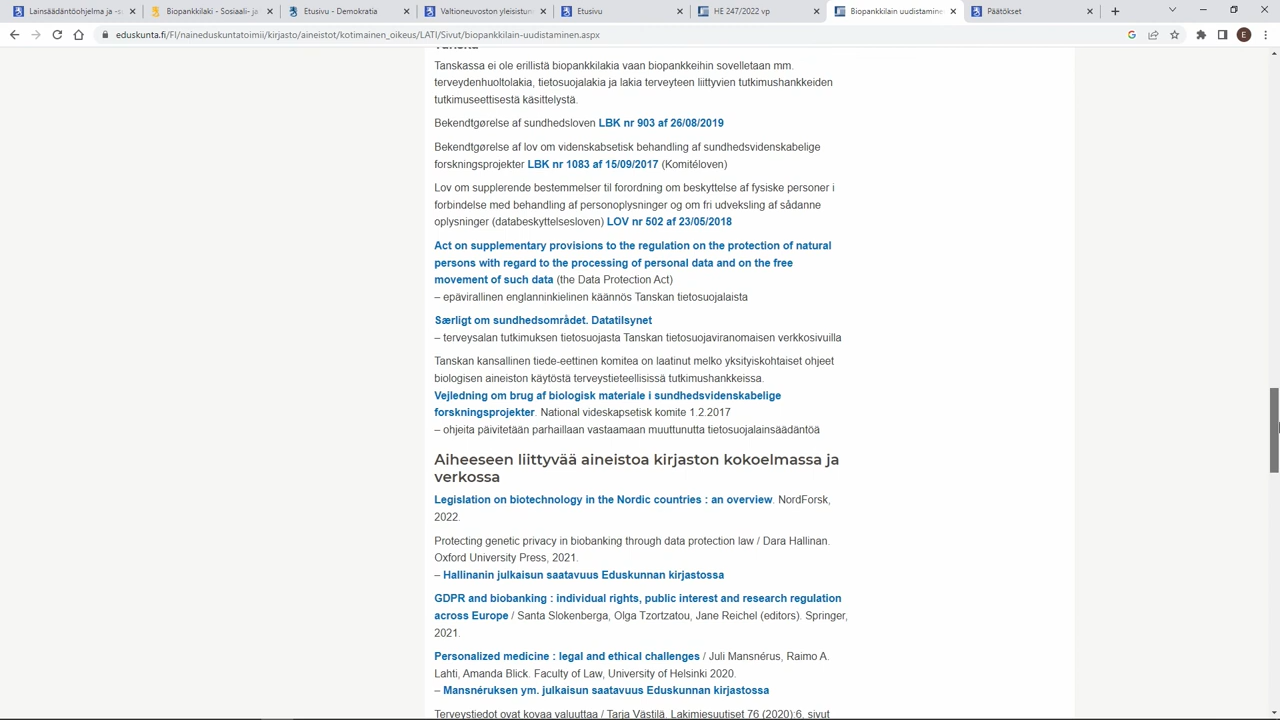 Lainsäädäntöohjelma ja -s
Biopankkilaki - Sosiaali- ja
Etusivu - Demokratia
Valtioneuvoston yleisistun
Etusivu
HE 247/2022 vp
Biopankkilain uudistamine
Päätökset
eduskunta.fi/FI/naineduskuntatoimii/kirjasto/aineistot/kotimainen_oikeus/LATI/Sivut/biopankkilain-uudistaminen.aspx
E
Tanska
Tanskassa ei ole erillistä biopankkilakia vaan biopankkeihin sovelletaan mm.
terveydenhuoltolakia, tietosuojalakia ja lakia terveyteen liittyvien tutkimushankkeiden
tutkimuseettisestä käsittelystä.
Bekendtgørelse af sundhedsloven LBK nr 903 af 26/08/2019
Bekendtgørelse af lov om videnskabsetisk behandling af sundhedsvidenskabelige
forskningsprojekter LBK nr 1083 af 15/09/2017 (Komitéloven)
Lov om supplerende bestemmelser til forordning om beskyttelse af fysiske personer i
forbindelse med behandling af personoplysninger og om fri udveksling af sådanne
oplysninger (databeskyttelsesloven) LOV nr 502 af 23/05/2018
Act on supplementary provisions to the regulation on the protection of natural
persons with regard to the processing of personal data and on the free
movement of such data (the Data Protection Act)
– epävirallinen englanninkielinen käännös Tanskan tietosuojalaista
Særligt om sundhedsområdet. Datatilsynet
– terveysalan tutkimuksen tietosuojasta Tanskan tietosuojaviranomaisen verkkosivuilla
Tanskan kansallinen tiede-eettinen komitea on laatinut melko yksityiskohtaiset ohjeet
biologisen aineiston käytöstä terveystieteellisissä tutkimushankkeissa.
Vejledning om brug af biologisk materiale i sundhedsvidenskabelige
forskningsprojekter. National videskapsetisk komite 1.2.2017
– ohjeita päivitetään parhaillaan vastaamaan muuttunutta tietosuojalainsäädäntöä
Aiheeseen liittyvää aineistoa kirjaston kokoelmassa ja
verkossa
Legislation on biotechnology in the Nordic countries : an overview. NordForsk,
2022.
Protecting genetic privacy in biobanking through data protection law / Dara Hallinan.
Oxford University Press, 2021.
– Hallinanin julkaisun saatavuus Eduskunnan kirjastossa
GDPR and biobanking : individual rights, public interest and research regulation
across Europe / Santa Slokenberga, Olga Tzortzatou, Jane Reichel (editors). Springer,
2021.
Personalized medicine : legal and ethical challenges / Juli Mansnérus, Raimo A.
Lahti, Amanda Blick. Faculty of Law, University of Helsinki 2020.
– Mansnéruksen ym. julkaisun saatavuus Eduskunnan kirjastossa
Terveystiedot ovat kovaa valuuttaa / Tarja Västilä. Lakimiesuutiset 76 (2020):6, sivut